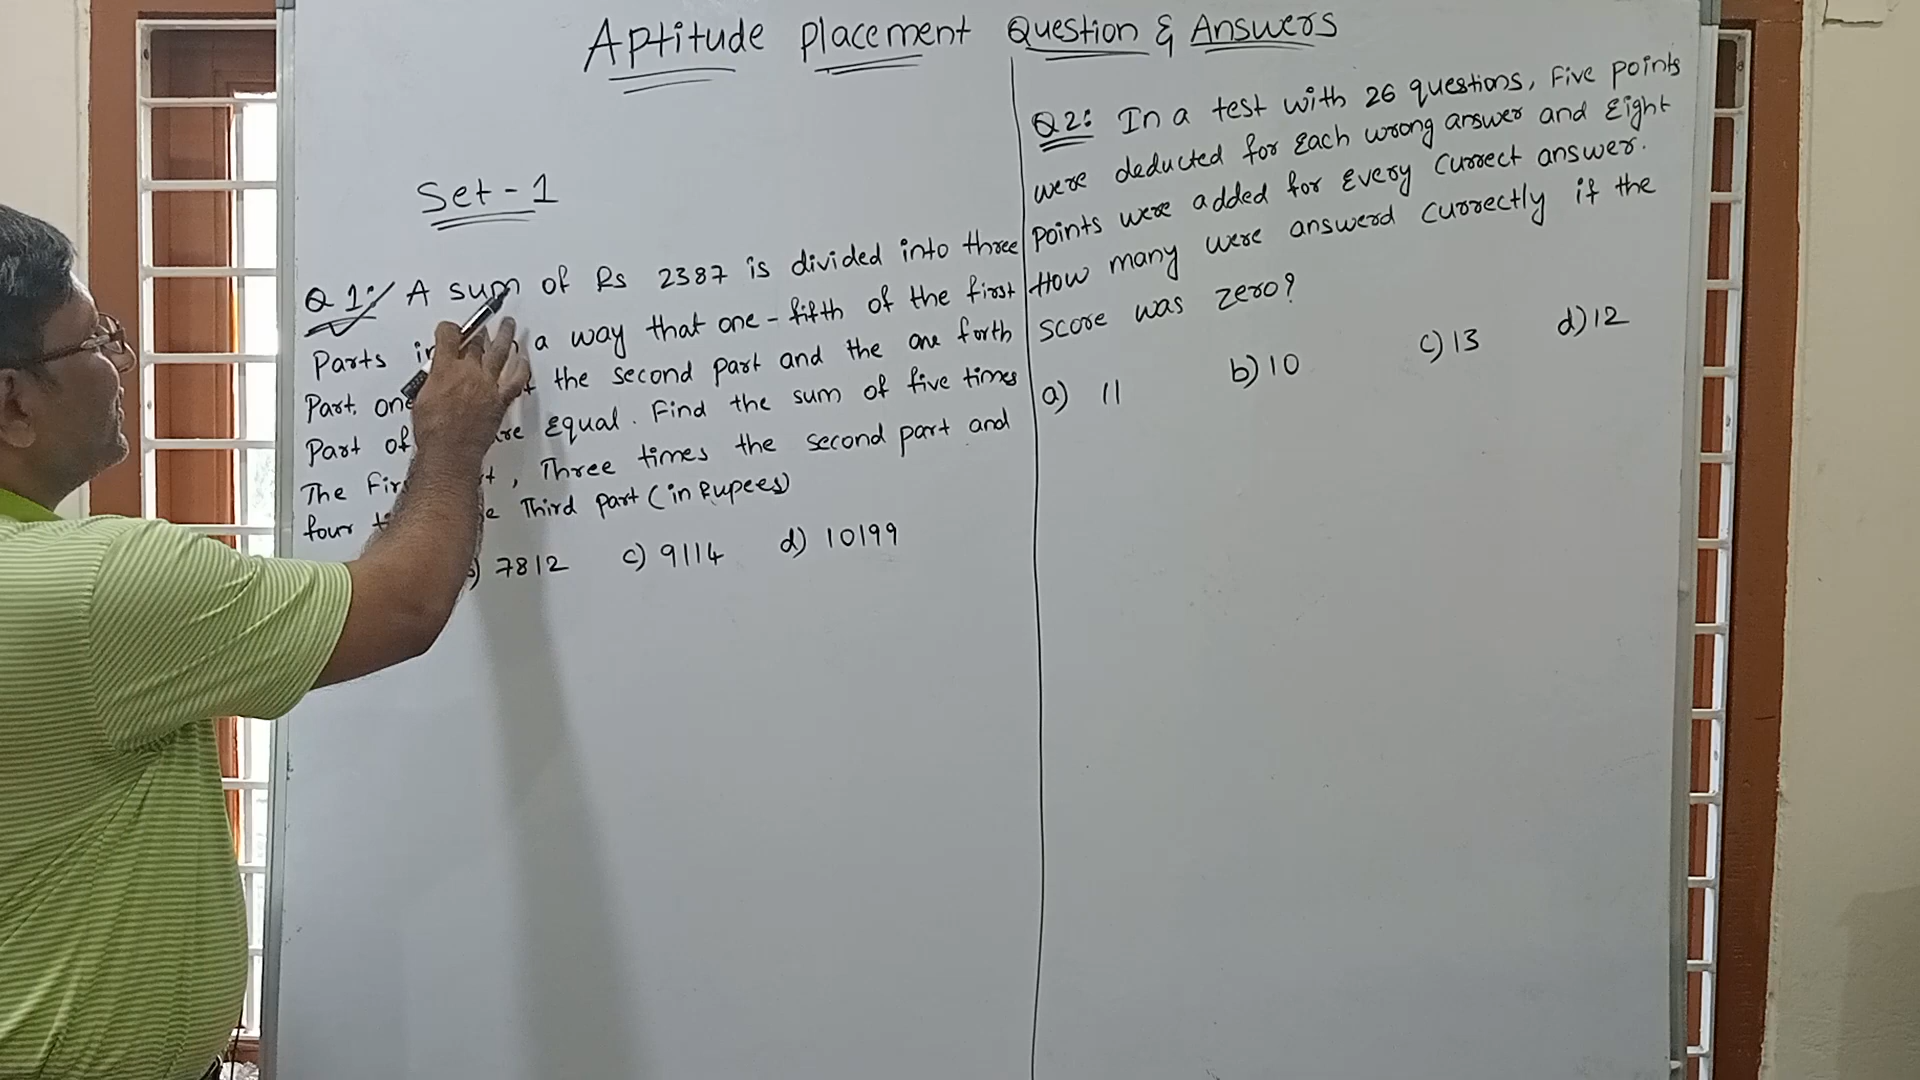 Aptitude Placement Question & Answers
Set - 1
Q 1: A sum of Rs 2387 is divided into three
Parts in a way that one - fifth of the first
Part, one the second part and the one forth
Part of are Equal. Find the sum of five times
The First part, Three times the second part and
four Third part (in Rupees)
b) 7812 c) 9114 d) 10199
Q 2: In a test with 26 questions, Five points
were deducted for Each wrong answer and Eight
points were added for Every Currect answer.
How many were answerd Currectly if the
score was zero?
a) 11 b) 10 c) 13 d) 12